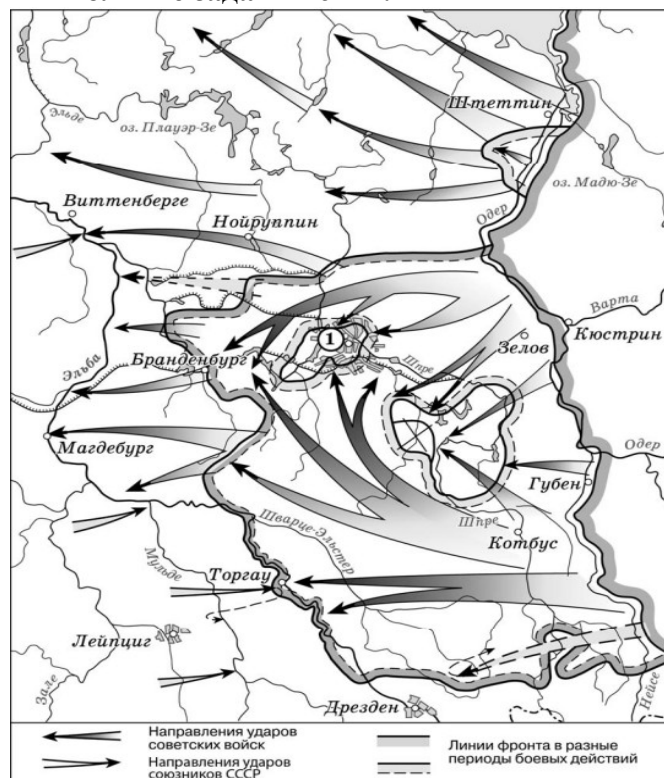 Штеттин
Эльде
оз. Плауэр-Зе
оз. Мадю-Зе
Виттенберге
Нойруппин
Одер
Варта
Кюстрин
1
Зелов
Шпре
Бранденбург
Эльба
Магдебург
Одер
Губен
Шпре
Котбус
Шварце-Эльстер
Мульде
Торгау
Лейпциг
Зале
Дрезден
Нейсе
Направления ударов
советских войск
Направления ударов
союзников СССР
Линии фронта в разные
периоды боевых действий